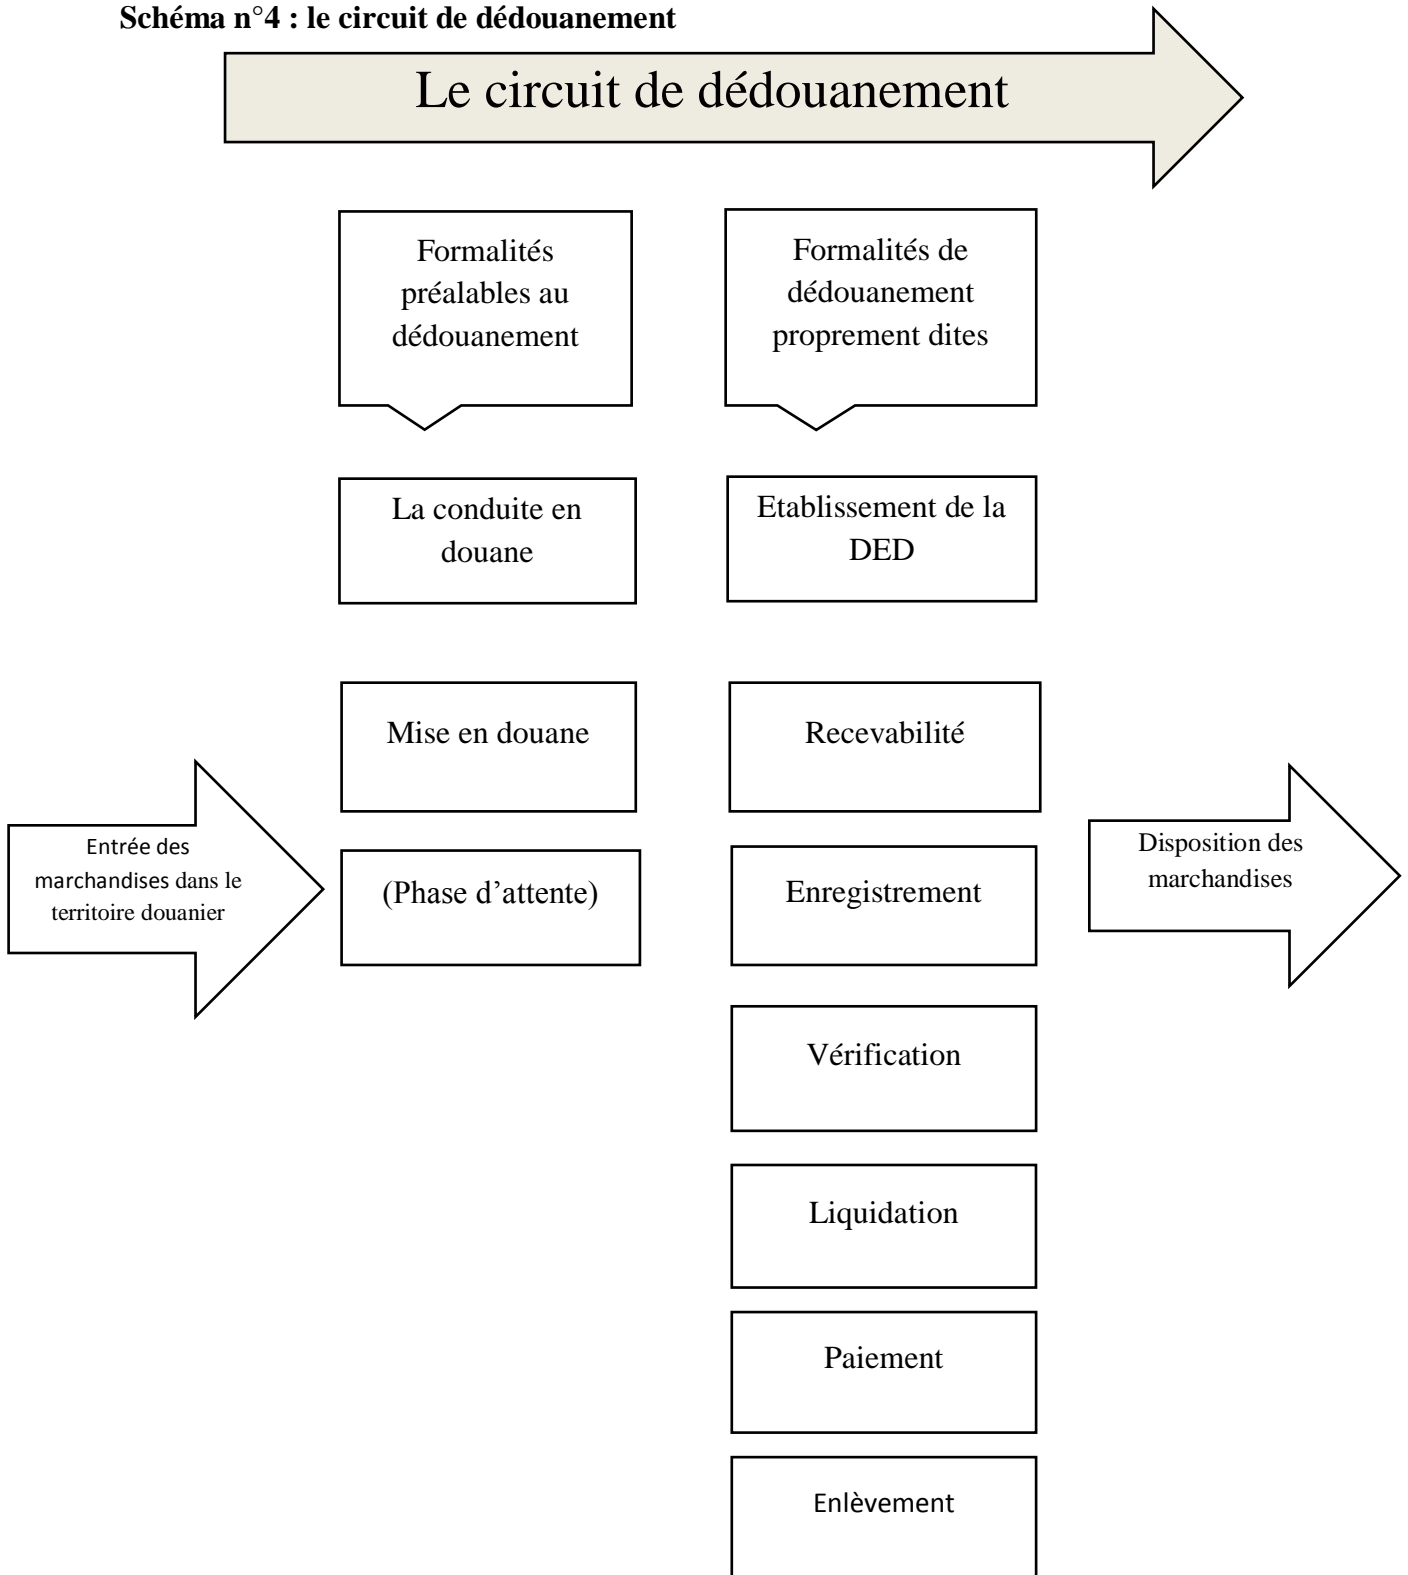 Schéma n°4 : le circuit de dédouanement
Le circuit de dédouanement
Formalités
préalables au
dédouanement
Formalités de
dédouanement
proprement dites
La conduite en
douane
Etablissement de la
DED
Mise en douane
Recevabilité
Entrée des
marchandises dans le
territoire douanier
(Phase d’attente)
Enregistrement
Disposition des
marchandises
Vérification
Liquidation
Paiement
Enlèvement